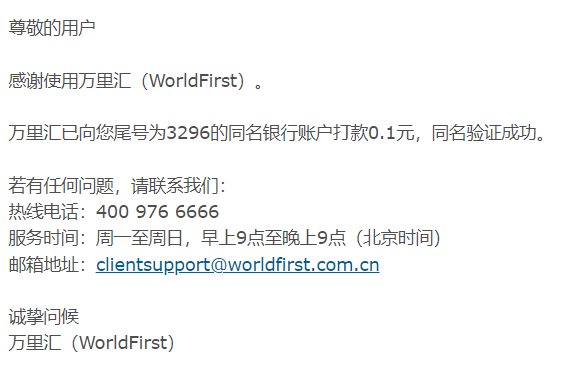 尊敬的用户
感谢使用万里汇（WorldFirst）。
万里汇已向您尾号为3296的同名银行账户打款0.1元，同名验证成功。
若有任何问题，请联系我们：
热线电话：400 976 6666
服务时间：周一至周日，早上9点至晚上9点（北京时间）
邮箱地址：clientsupport@worldfirst.com.cn
诚挚问候
万里汇（WorldFirst）